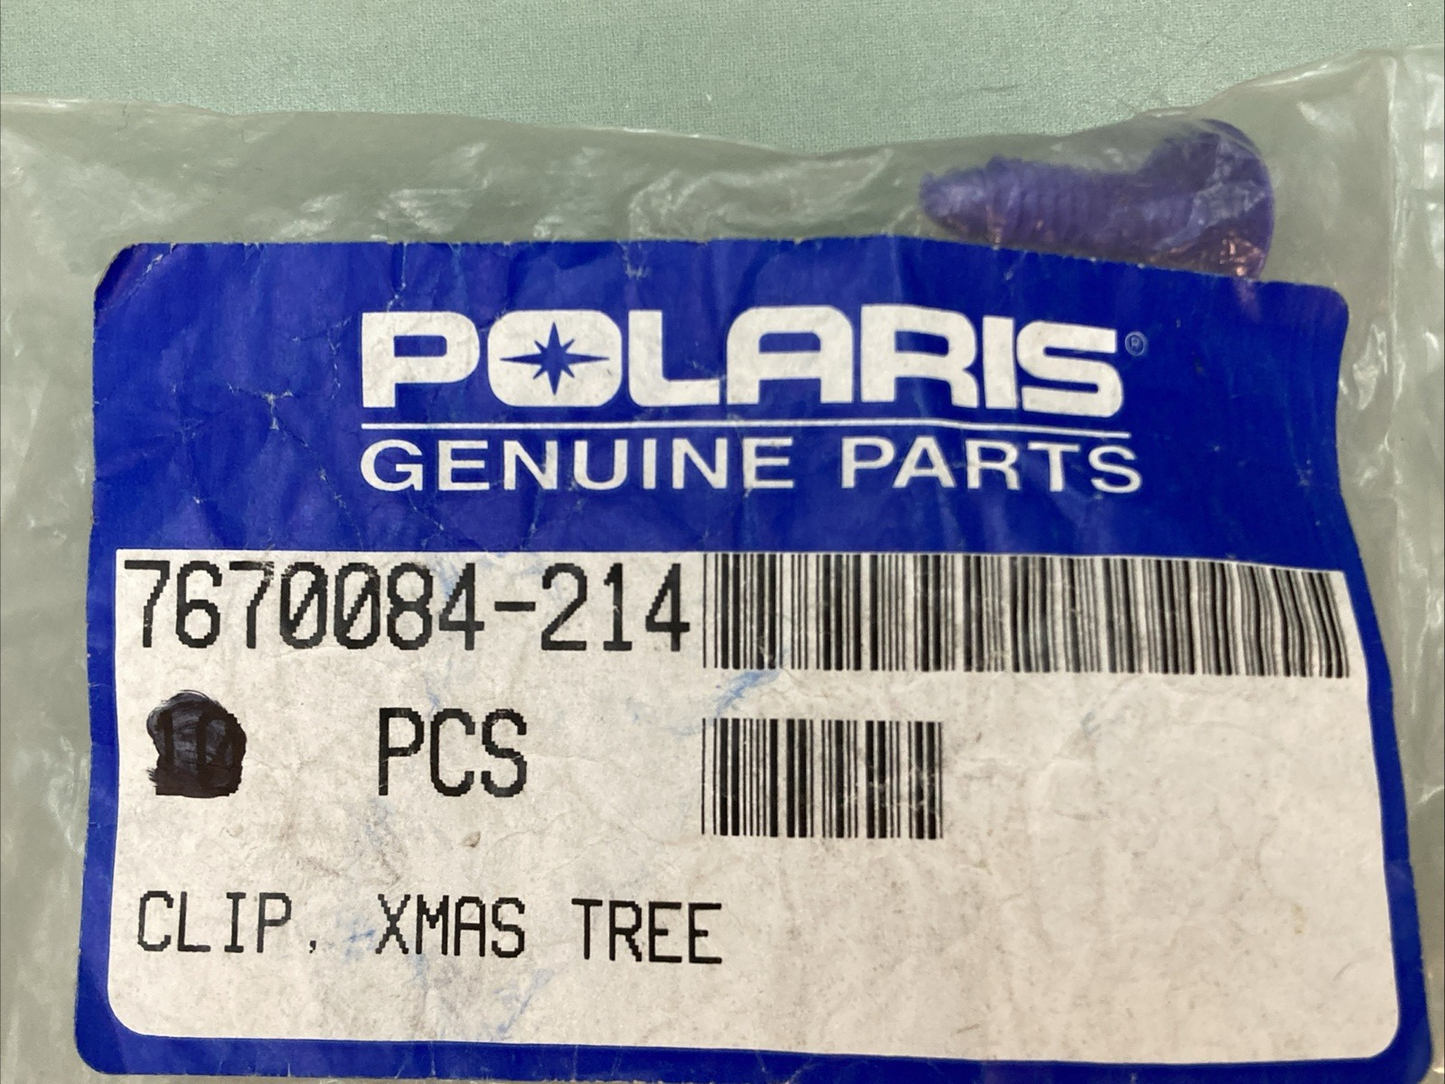 POLARIS®
GENUINE PARTS
7670084-214
PCS
CLIP, XMAS TREE